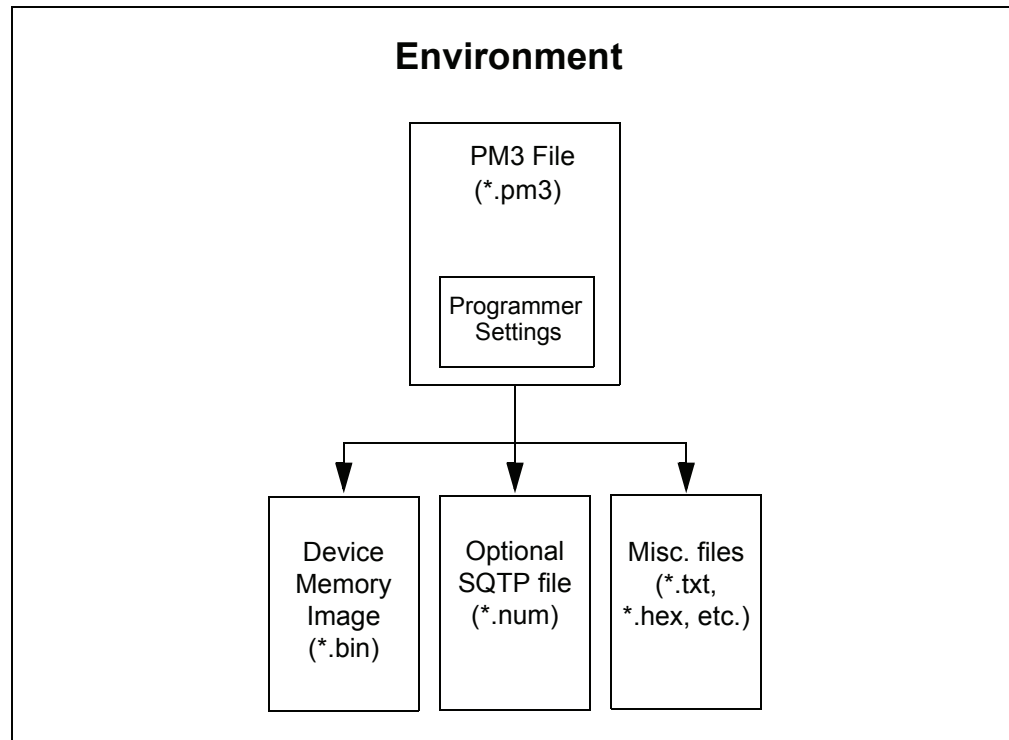 Environment
PM3 File
(*.pm3)
Programmer
Settings
Device
Memory
Image
(*.bin)
Optional
SQTP file
(*.num)
Misc. files
(*.txt,
*.hex, etc.)